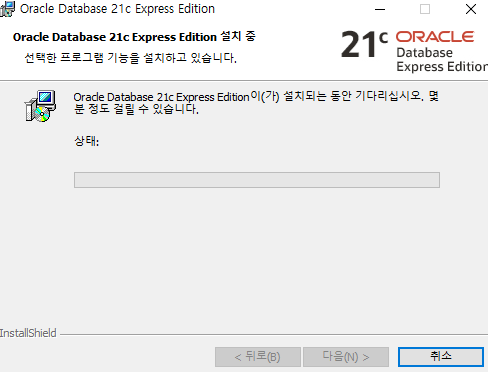 Oracle Database 21c Express Edition
Oracle Database 21c Express Edition 설치 중
선택한 프로그램 기능을 설치하고 있습니다.
21c ORACLE
Database
Express Edition
Oracle Database 21c Express Edition이(가) 설치되는 동안 기다리십시오. 몇
분 정도 걸릴 수 있습니다.
상태:
InstallShield
< 뒤로(B)
다음(N) >
취소